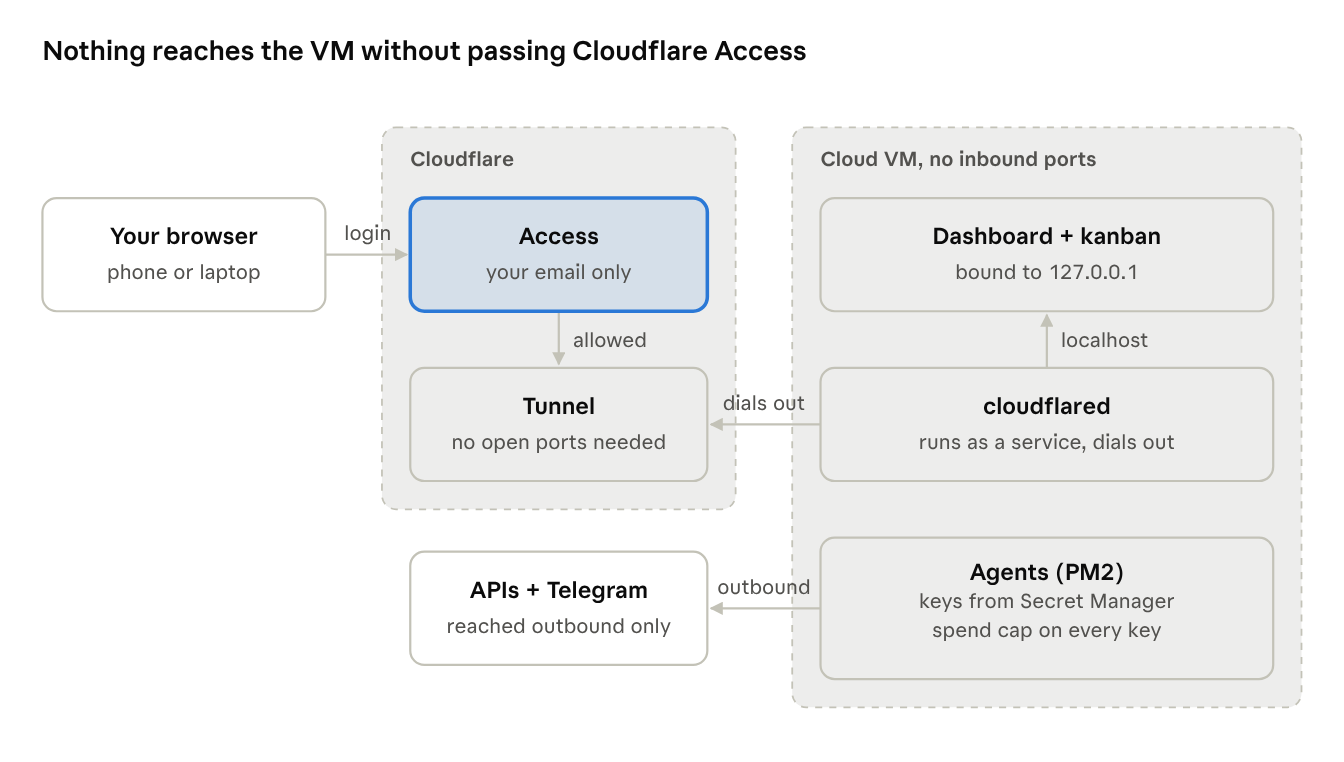 Nothing reaches the VM without passing Cloudflare Access
Cloudflare
Cloud VM, no inbound ports
Your browser
phone or laptop
login
Access
your email only
Dashboard + kanban
bound to 127.0.0.1
allowed
localhost
Tunnel
no open ports needed
dials out
cloudflared
runs as a service, dials out
APIs + Telegram
reached outbound only
outbound
Agents (PM2)
keys from Secret Manager
spend cap on every key